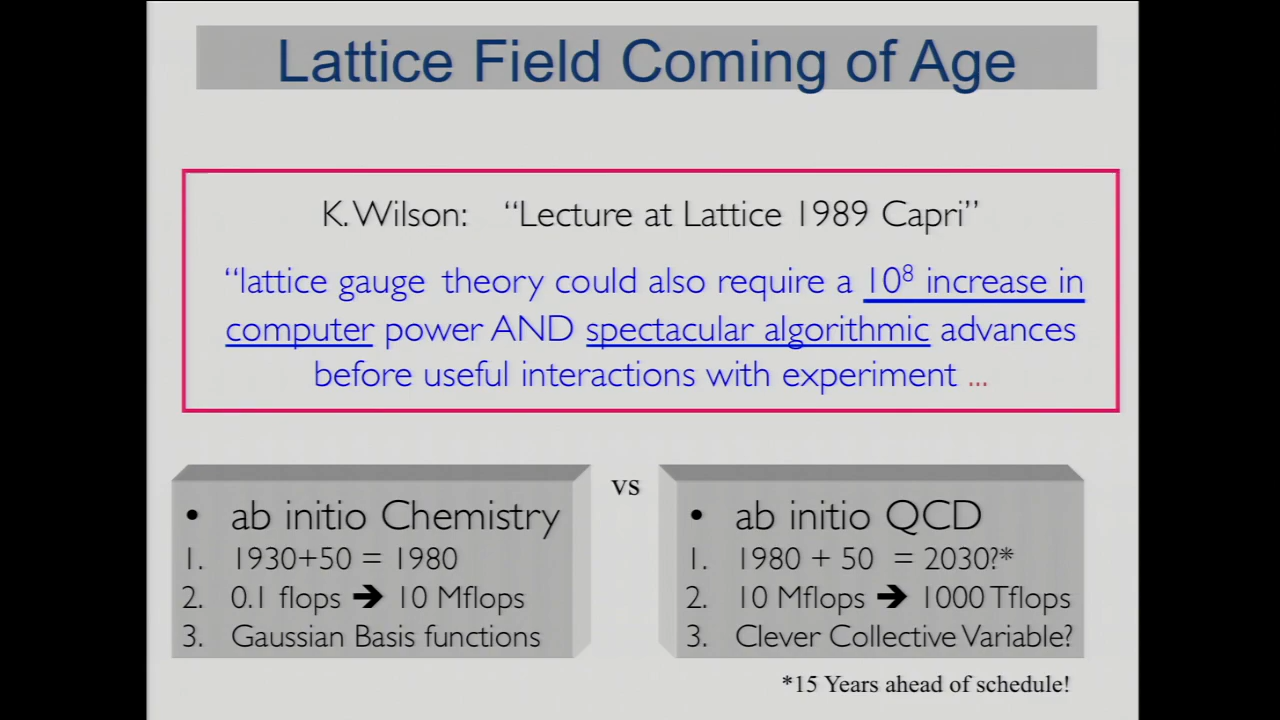 Lattice Field Coming of Age
K. Wilson: “Lecture at Lattice 1989 Capri”
“lattice gauge theory could also require a 10⁸ increase in
computer power AND spectacular algorithmic advances
before useful interactions with experiment ...
• ab initio Chemistry
1. 1930+50 = 1980
2. 0.1 flops ➔ 10 Mflops
3. Gaussian Basis functions
vs
• ab initio QCD
1. 1980 + 50 = 2030?*
2. 10 Mflops ➔ 1000 Tflops
3. Clever Collective Variable?
*15 Years ahead of schedule!